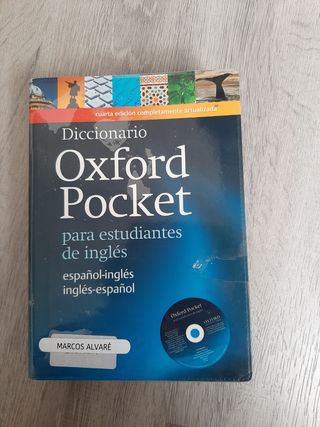 cuarta edición completamente actualizada
Diccionario
Oxford
Pocket
para estudiantes
de inglés
español-inglés
inglés-español
Oxford Pocket
OXFORD
MARCOS ALVARÉ